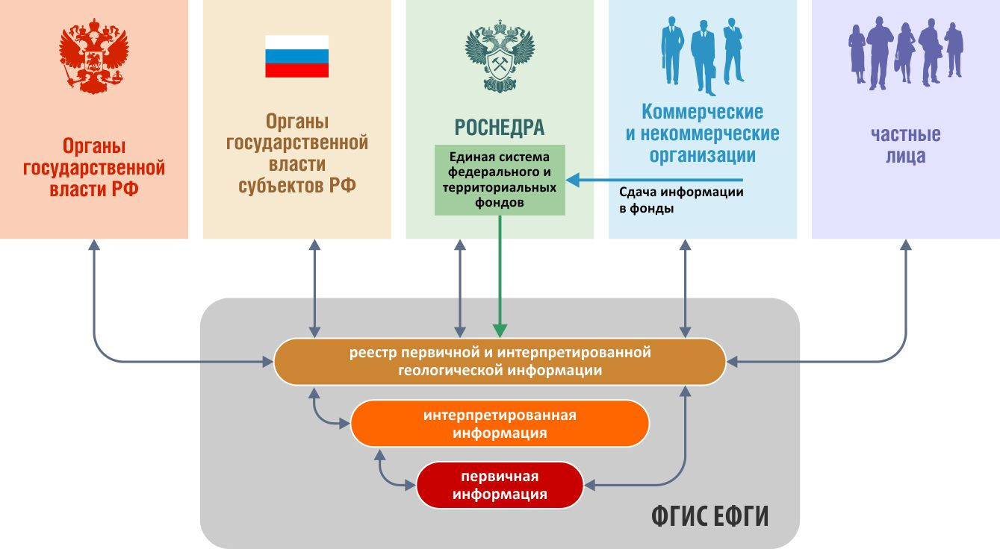 Органы
государственной
власти РФ
Органы
государственной
власти
субъектов РФ
РОСНЕДРА
Единая система
федерального и
территориальных
фондов
Коммерческие
и некоммерческие
организации
Сдача информации
в фонды
частные
лица
реестр первичной и интерпретированной
геологической информации
интерпретированная
информация
первичная
информация
ФГИС ЕФГИ